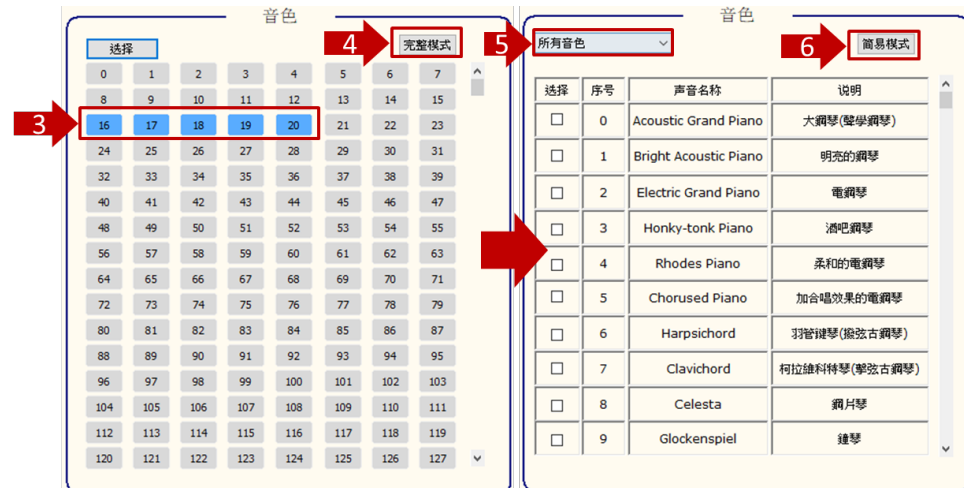 音色
选择
4
完整模式
0 1 2 3 4 5 6 7
8 9 10 11 12 13 14 15
3
16 17 18 19 20 21 22 23
24 25 26 27 28 29 30 31
32 33 34 35 36 37 38 39
40 41 42 43 44 45 46 47
48 49 50 51 52 53 54 55
56 57 58 59 60 61 62 63
64 65 66 67 68 69 70 71
72 73 74 75 76 77 78 79
80 81 82 83 84 85 86 87
88 89 90 91 92 93 94 95
96 97 98 99 100 101 102 103
104 105 106 107 108 109 110 111
112 113 114 115 116 117 118 119
120 121 122 123 124 125 126 127
音色
5
所有音色
6
简易模式
选择 序号 声音名称 说明
0 Acoustic Grand Piano 大鋼琴(聲學鋼琴)
1 Bright Acoustic Piano 明亮的鋼琴
2 Electric Grand Piano 電鋼琴
3 Honky-tonk Piano 酒吧鋼琴
4 Rhodes Piano 柔和的電鋼琴
5 Chorused Piano 加合唱效果的電鋼琴
6 Harpsichord 羽管键琴(撥弦古鋼琴)
7 Clavichord 柯拉維科特琴(擊弦古鋼琴)
8 Celesta 鋼片琴
9 Glockenspiel 鐘琴